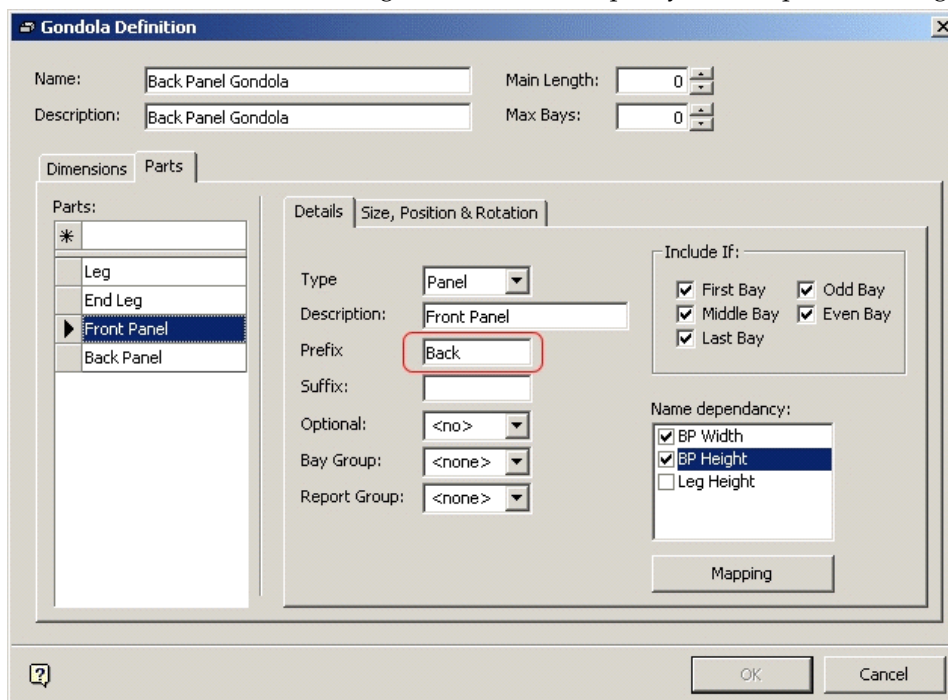 Gondola Definition
Name: Back Panel Gondola Main Length: 0
Description: Back Panel Gondola Max Bays: 0
Dimensions Parts
Parts:
Leg
End Leg
Front Panel
Back Panel
Details Size, Position & Rotation
Type Panel
Description: Front Panel
Prefix Back
Suffix:
Optional: <no>
Bay Group: <none>
Report Group: <none>
Include If:
First Bay Odd Bay
Middle Bay Even Bay
Last Bay
Name dependancy:
BP Width
BP Height
Leg Height
Mapping
OK Cancel